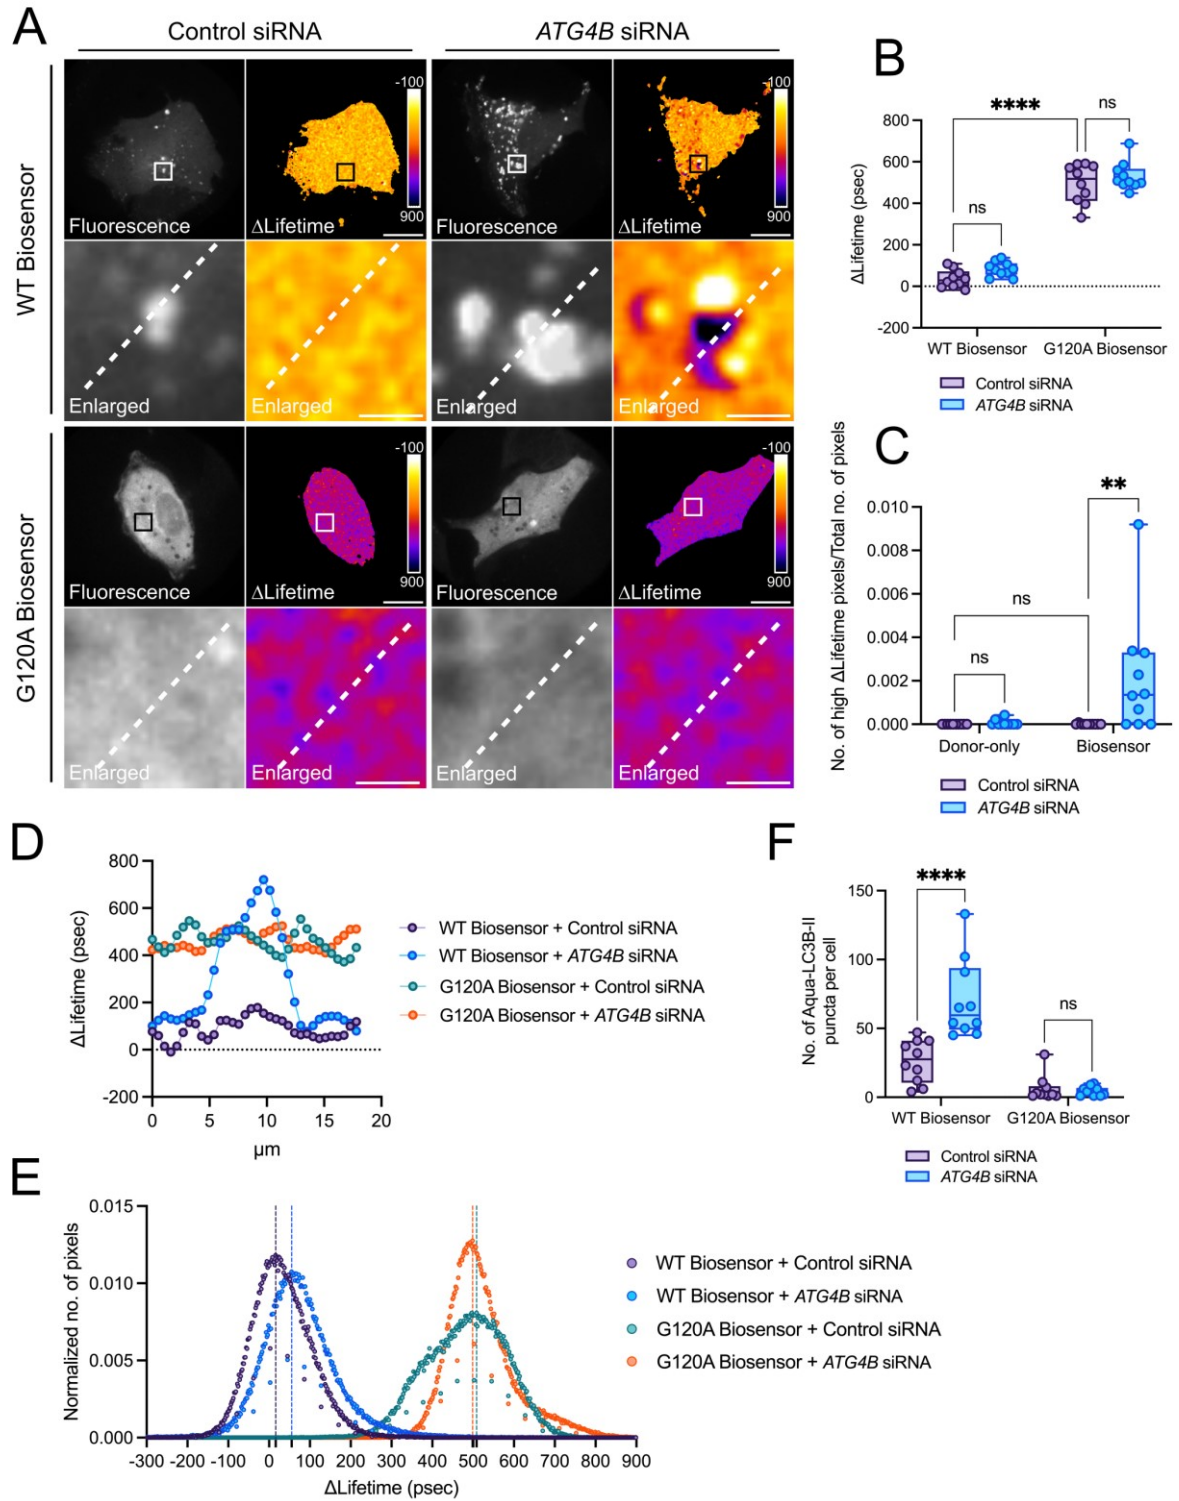 A
Control siRNA
ATG4B siRNA
WT Biosensor
G120A Biosensor
Fluorescence
-100
ΔLifetime
900
Fluorescence
-100
ΔLifetime
900
Enlarged
Enlarged
Enlarged
Enlarged
Fluorescence
-100
ΔLifetime
900
Fluorescence
-100
ΔLifetime
900
Enlarged
Enlarged
Enlarged
Enlarged
B
ΔLifetime (psec)
800
600
400
200
0
-200
****
ns
ns
WT Biosensor
G120A Biosensor
Control siRNA
ATG4B siRNA
C
No. of high ΔLifetime pixels/Total no. of pixels
0.010
0.008
0.006
0.004
0.002
0.000
**
ns
ns
Donor-only
Biosensor
Control siRNA
ATG4B siRNA
D
ΔLifetime (psec)
800
600
400
200
0
-200
0
5
10
15
20
µm
WT Biosensor + Control siRNA
WT Biosensor + ATG4B siRNA
G120A Biosensor + Control siRNA
G120A Biosensor + ATG4B siRNA
F
No. of Aqua-LC3B-II
puncta per cell
150
100
50
0
****
ns
WT Biosensor
G120A Biosensor
Control siRNA
ATG4B siRNA
E
Normalized no. of pixels
0.015
0.010
0.005
0.000
-300 -200 -100 0 100 200 300 400 500 600 700 800 900
ΔLifetime (psec)
WT Biosensor + Control siRNA
WT Biosensor + ATG4B siRNA
G120A Biosensor + Control siRNA
G120A Biosensor + ATG4B siRNA